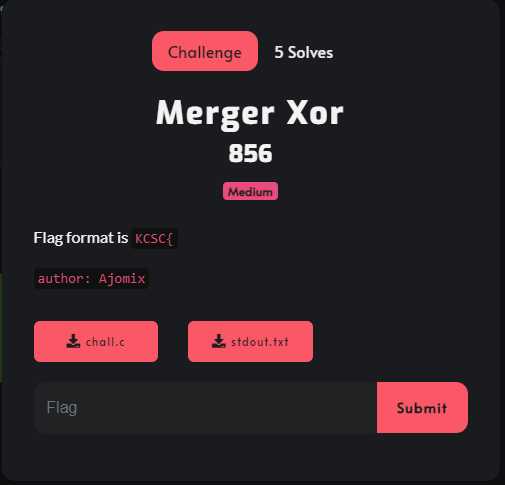 Challenge 5 Solves
Merger Xor
856
Medium
Flag format is KCSC{
author: Ajomix
chall.c stdout.txt
Flag Submit